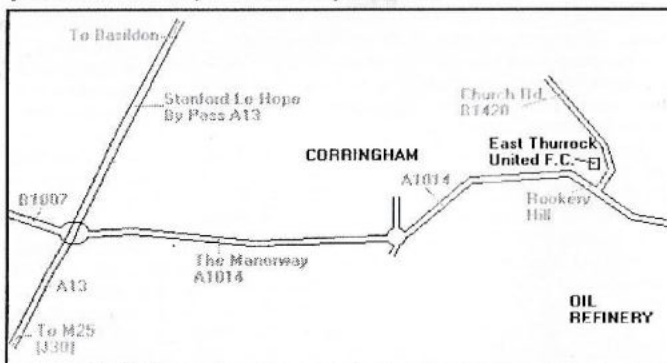 To Basildon
Stanford Le Hope
By Pass A13
Church Rd.
B1420
East Thurrock
United F.C.
CORRINGHAM
A1014
B1007
Rookery
Hill
The Manorway
A1014
A13
OIL
REFINERY
To M25
[J30]